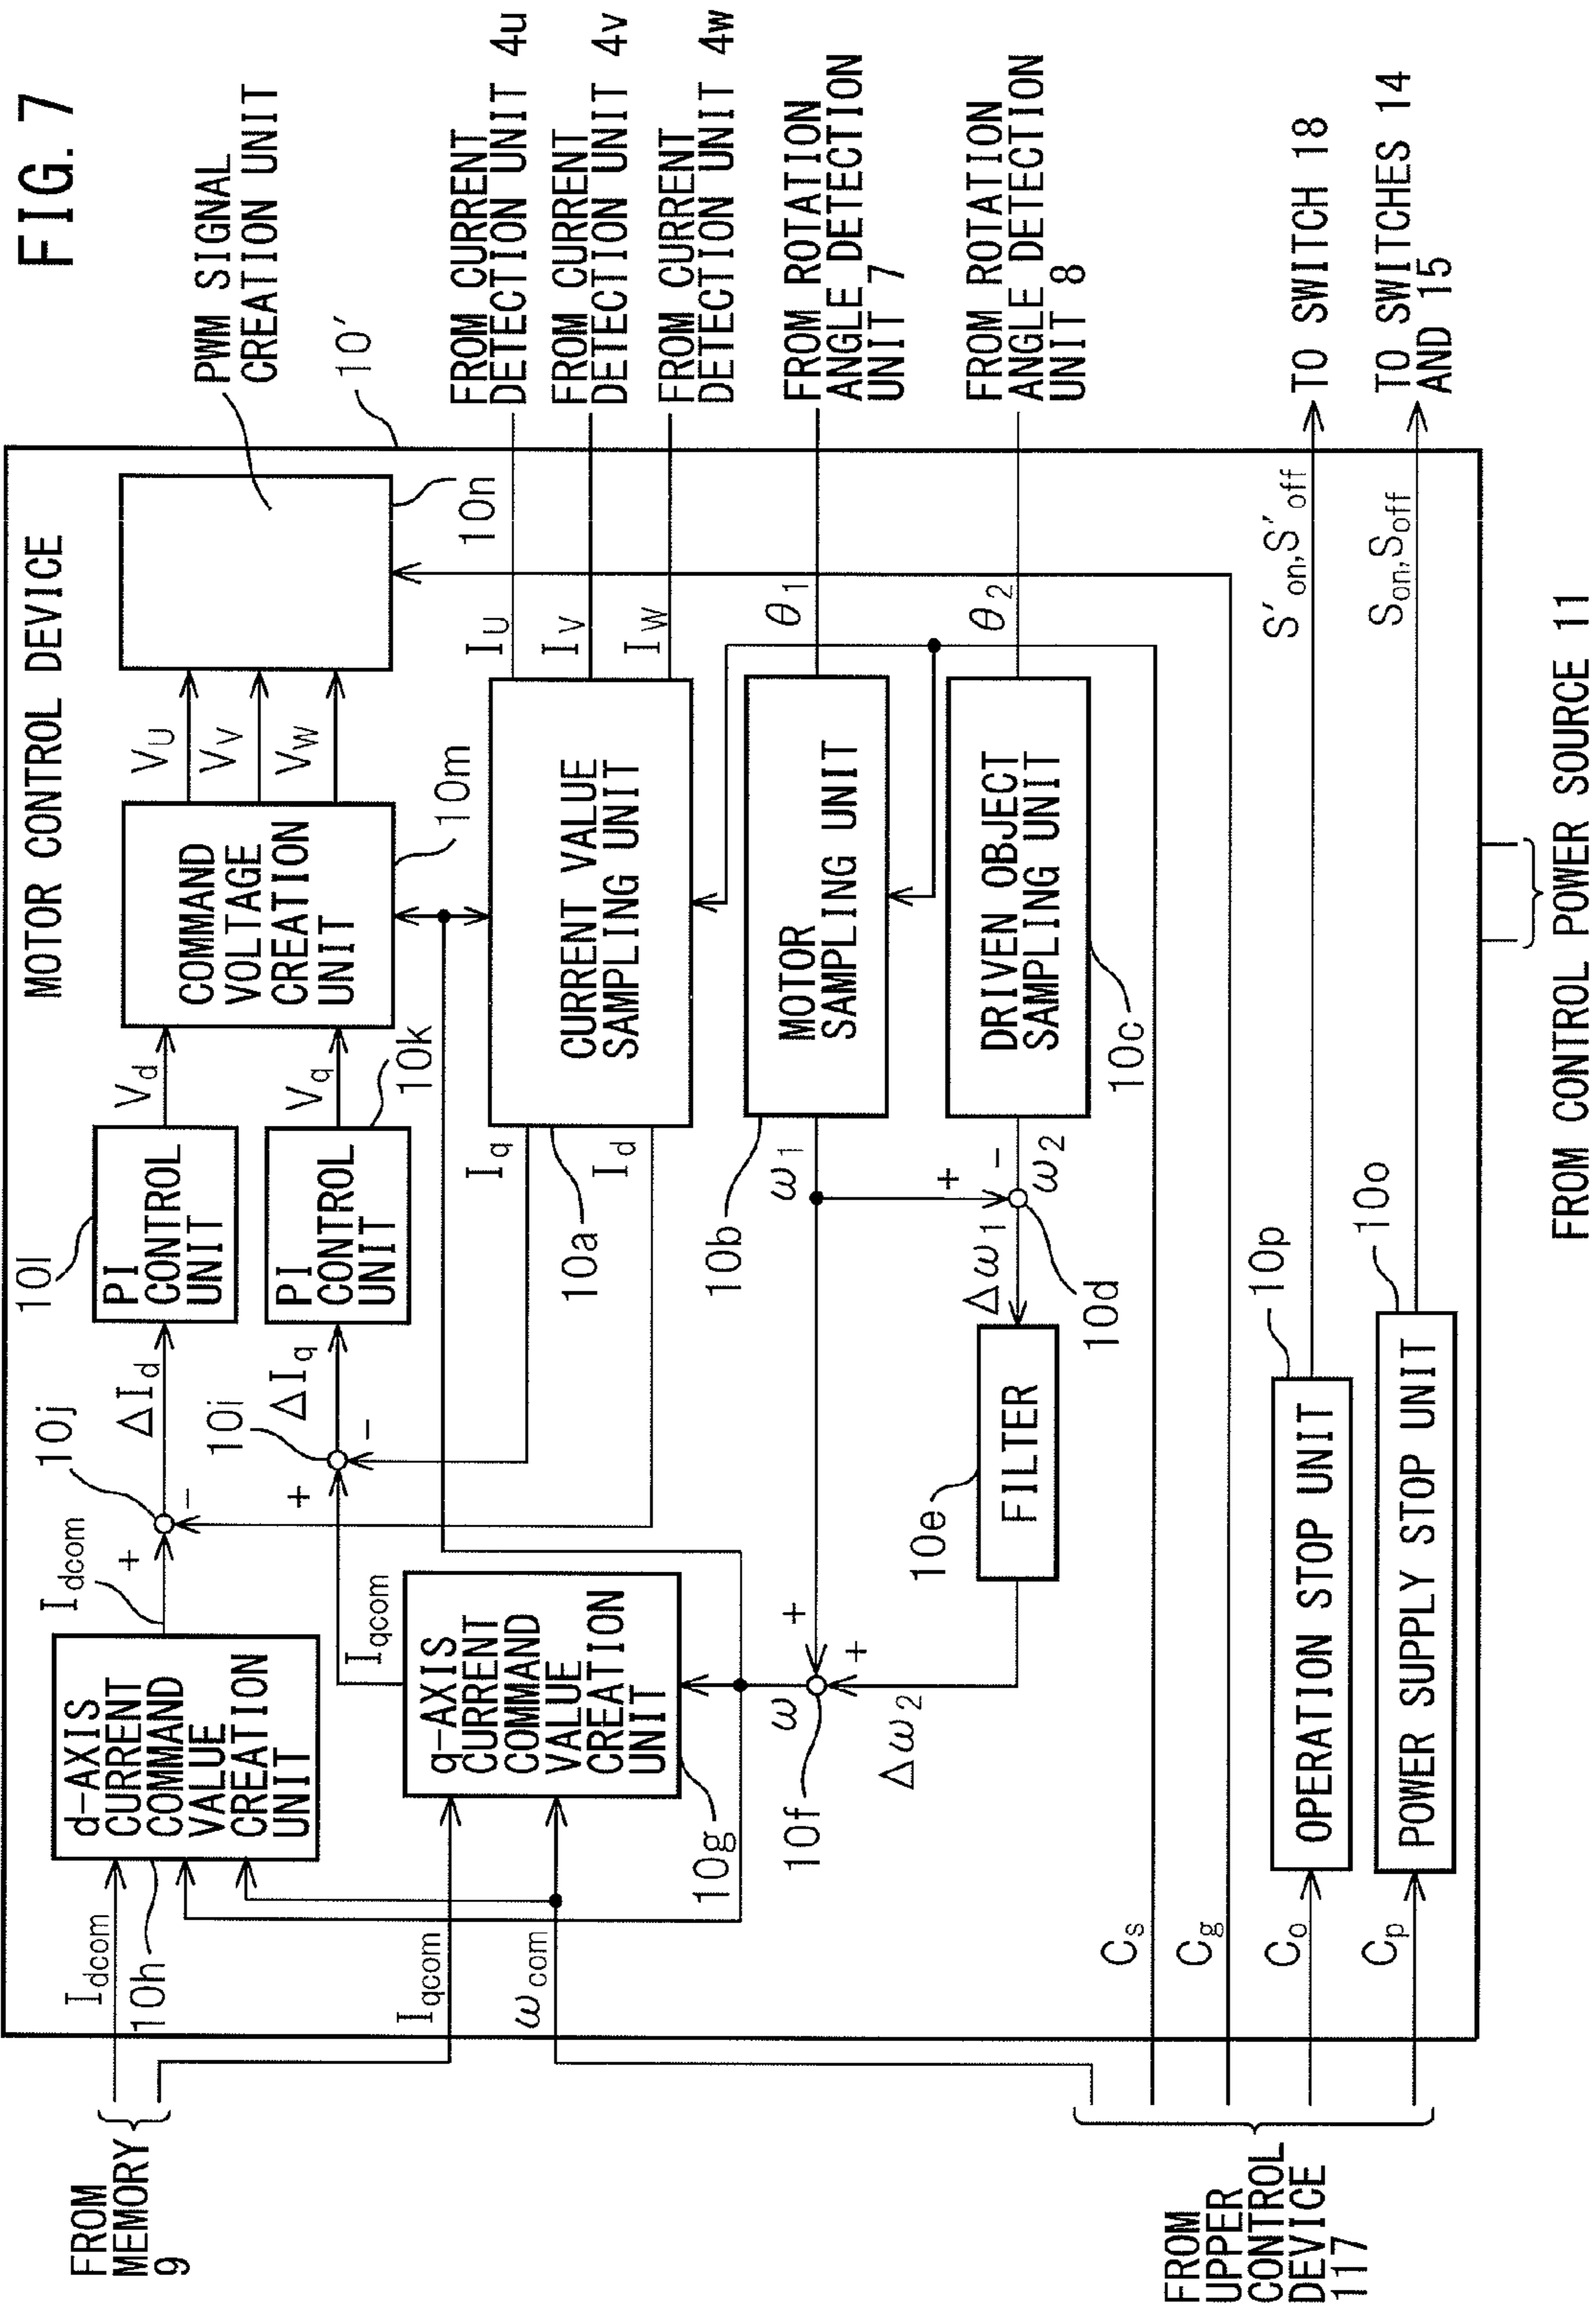 FIG. 7
MOTOR CONTROL DEVICE
10′
PWM SIGNAL
CREATION UNIT
10n
FROM
MEMORY
9
Idcom
10h
d-AXIS
CURRENT
COMMAND
VALUE
CREATION
UNIT
Idcom
+
-
10j
ΔId
10l
PI
CONTROL
UNIT
Vd
COMMAND
VOLTAGE
CREATION
UNIT
10m
VU
VV
VW
Iqcom
ωcom
q-AXIS
CURRENT
COMMAND
VALUE
CREATION
UNIT
10g
Iqcom
+
-
10i
ΔIq
PI
CONTROL
UNIT
10k
Vq
Iq
Id
10a
CURRENT VALUE
SAMPLING UNIT
IU
IV
IW
FROM CURRENT
DETECTION UNIT 4u
FROM CURRENT
DETECTION UNIT 4v
FROM CURRENT
DETECTION UNIT 4w
ω
+
+
10f
Δω2
10e
FILTER
Δω1
10d
+
-
ω1
ω2
10b
MOTOR
SAMPLING UNIT
θ1
FROM ROTATION
ANGLE DETECTION
UNIT 7
DRIVEN OBJECT
SAMPLING UNIT
10c
θ2
FROM ROTATION
ANGLE DETECTION
UNIT 8
FROM
UPPER
CONTROL
DEVICE
117
Cs
Cg
Co
OPERATION STOP UNIT
10p
S′on,S′off
TO SWITCH 18
Cp
POWER SUPPLY STOP UNIT
10o
Son,Soff
TO SWITCHES 14
AND 15
FROM CONTROL POWER SOURCE 11